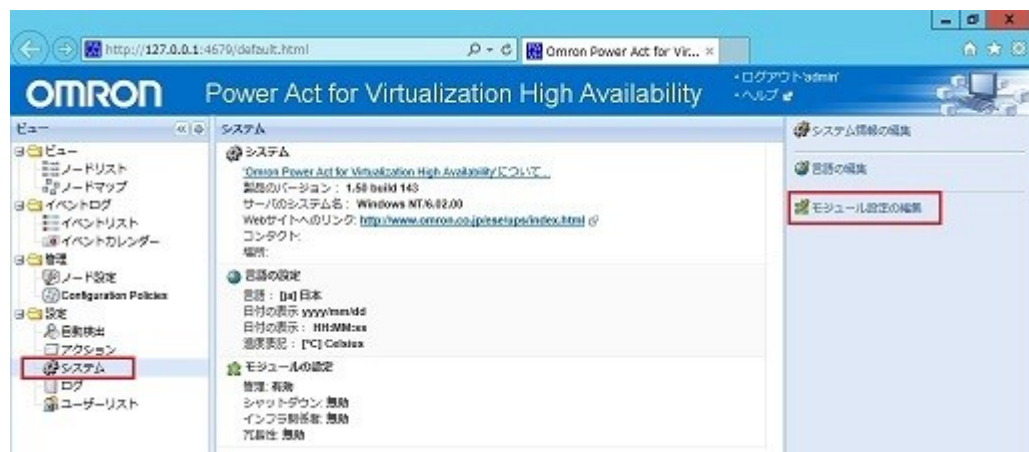 http://127.0.0.1:4679/default.html
Omron Power Act for Vir...
OMRON
Power Act for Virtualization High Availability
・ログアウト'admin'
・ヘルプ
ビュー
ビュー
ノードリスト
ノードマップ
イベントログ
イベントリスト
イベントカレンダー
管理
ノード設定
Configuration Policies
設定
自動検出
アクション
システム
ログ
ユーザーリスト
システム
システム
'Omron Power Act for Virtualization High Availability'について...
製品のバージョン： 1.50 build 143
サーバのシステム名： Windows NT/6.02.00
Webサイトへのリンク: http://www.omron.co.jp/ese/ups/index.html
コンタクト:
場所:
言語の設定
言語： [ja] 日本
日付の表示 yyyy/mm/dd
日付の表示： HH:MM:ss
温度表記： [°C] Celsius
モジュールの設定
管理: 有効
シャットダウン: 無効
インフラ関係者: 無効
冗長性: 無効
システム情報の編集
言語の編集
モジュール設定の編集